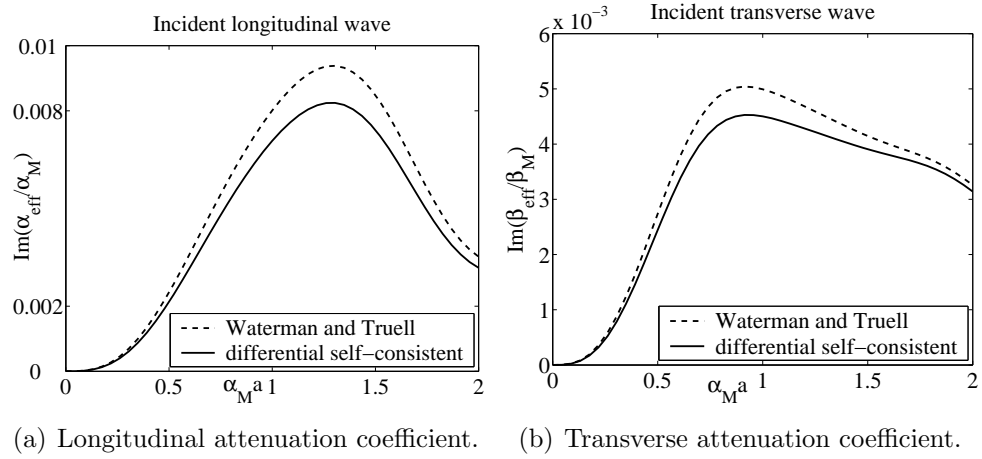 Incident longitudinal wave
0.01
0.008
0.002
0
Im(α_eff/α_M)
0 0.5 1 1.5 2
α_M a
Waterman and Truell
differential self−consistent
(a) Longitudinal attenuation coefficient.
Incident transverse wave
x 10⁻³
6
5
4
3
2
1
0
Im(β_eff/β_M)
0 0.5 1 1.5 2
α_M a
Waterman and Truell
differential self−consistent
(b) Transverse attenuation coefficient.